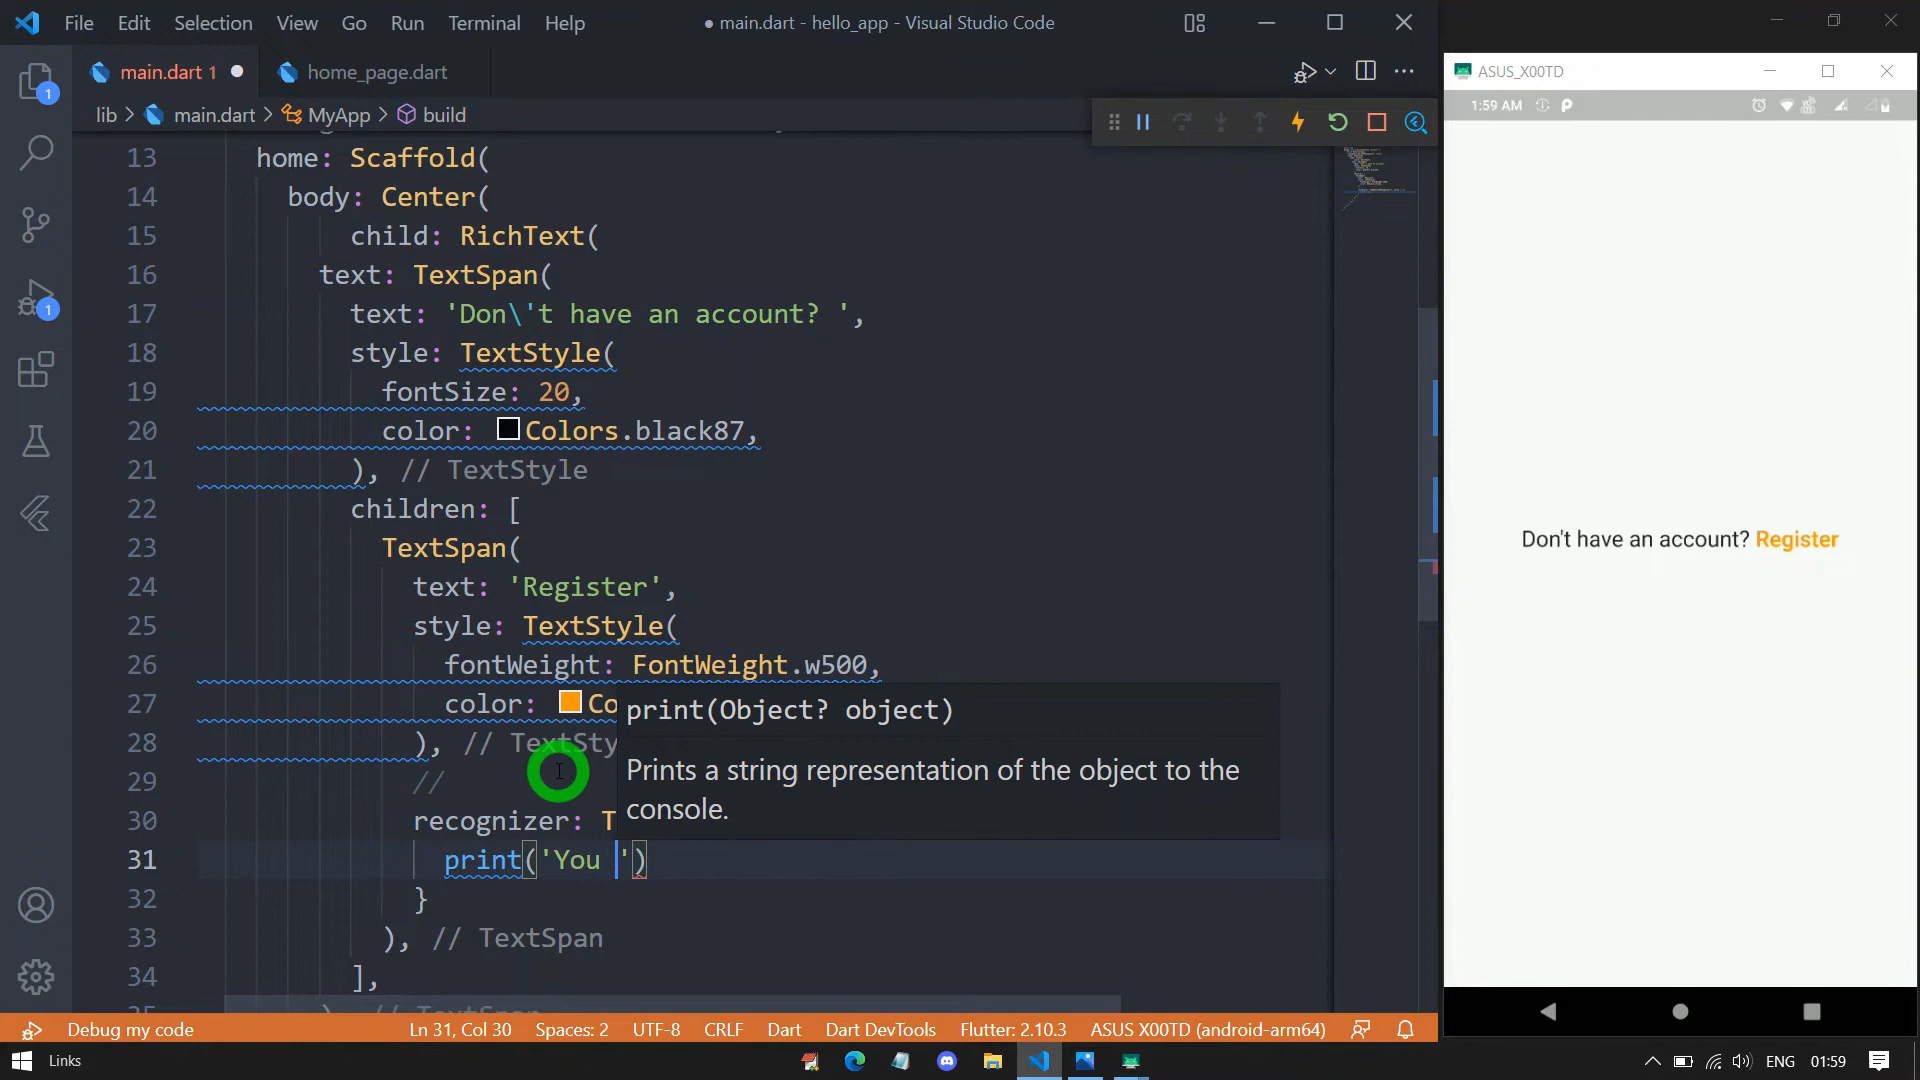 File Edit Selection View Go Run Terminal Help
● main.dart - hello_app - Visual Studio Code
main.dart 1
home_page.dart
lib > main.dart > MyApp > build
13 home: Scaffold(
14 body: Center(
15 child: RichText(
16 text: TextSpan(
17 text: 'Don\'t have an account? ',
18 style: TextStyle(
19 fontSize: 20,
20 color: Colors.black87,
21 ), // TextStyle
22 children: [
23 TextSpan(
24 text: 'Register',
25 style: TextStyle(
26 fontWeight: FontWeight.w500,
27 color: Co
28 ), // TextSty
29 //
30 recognizer: T
31 print('You ')
32 }
33 ), // TextSpan
34 ],
print(Object? object)
Prints a string representation of the object to the
console.
1
1
Debug my code
Ln 31, Col 30 Spaces: 2 UTF-8 CRLF Dart Dart DevTools Flutter: 2.10.3 ASUS X00TD (android-arm64)
ASUS_X00TD
1:59 AM
Don't have an account? Register
Links
ENG 01:59